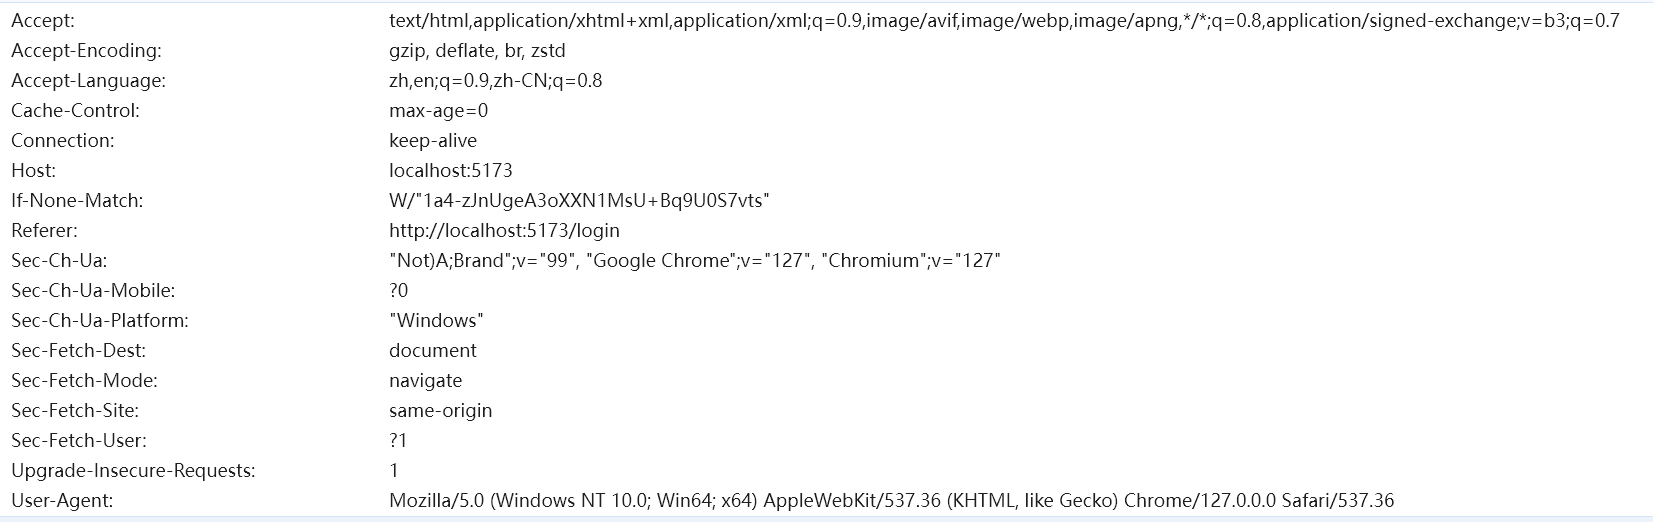 Accept: text/html,application/xhtml+xml,application/xml;q=0.9,image/avif,image/webp,image/apng,*/*;q=0.8,application/signed-exchange;v=b3;q=0.7
Accept-Encoding: gzip, deflate, br, zstd
Accept-Language: zh,en;q=0.9,zh-CN;q=0.8
Cache-Control: max-age=0
Connection: keep-alive
Host: localhost:5173
If-None-Match: W/"1a4-zJnUgeA3oXXN1MsU+Bq9U0S7vts"
Referer: http://localhost:5173/login
Sec-Ch-Ua: "Not)A;Brand";v="99", "Google Chrome";v="127", "Chromium";v="127"
Sec-Ch-Ua-Mobile: ?0
Sec-Ch-Ua-Platform: "Windows"
Sec-Fetch-Dest: document
Sec-Fetch-Mode: navigate
Sec-Fetch-Site: same-origin
Sec-Fetch-User: ?1
Upgrade-Insecure-Requests: 1
User-Agent: Mozilla/5.0 (Windows NT 10.0; Win64; x64) AppleWebKit/537.36 (KHTML, like Gecko) Chrome/127.0.0.0 Safari/537.36